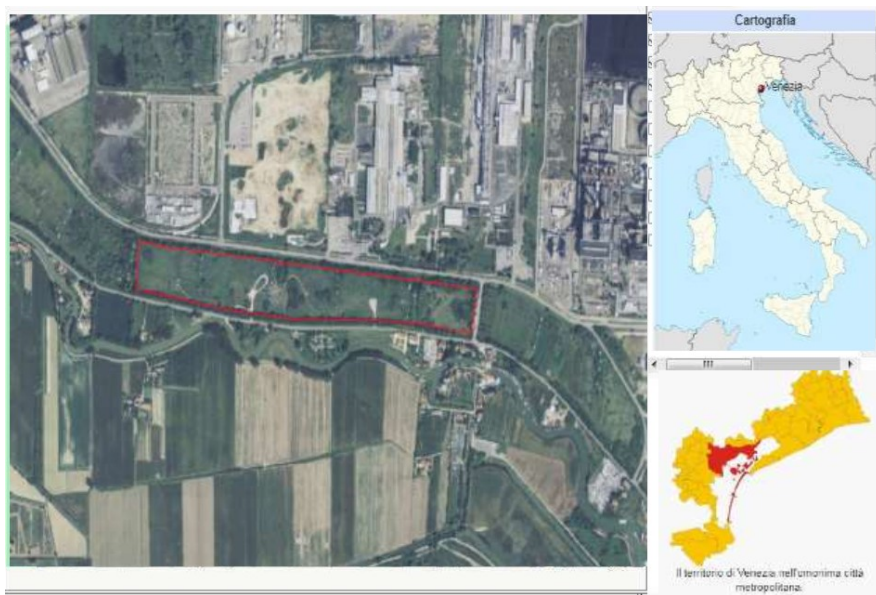 Cartografia
Venezia
Il territorio di Venezia nell'omonima città
metropolitana.